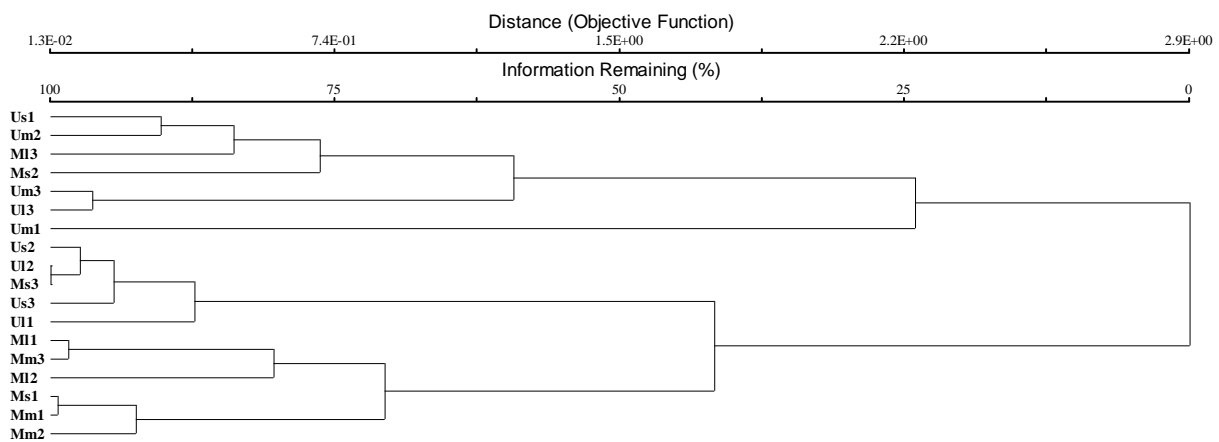 Distance (Objective Function)
1.3E-02 7.4E-01 1.5E+00 2.2E+00 2.9E+00
Information Remaining (%)
100 75 50 25 0
Us1
Um2
Ml3
Ms2
Um3
Ul3
Um1
Us2
Ul2
Ms3
Us3
Ul1
Ml1
Mm3
Ml2
Ms1
Mm1
Mm2